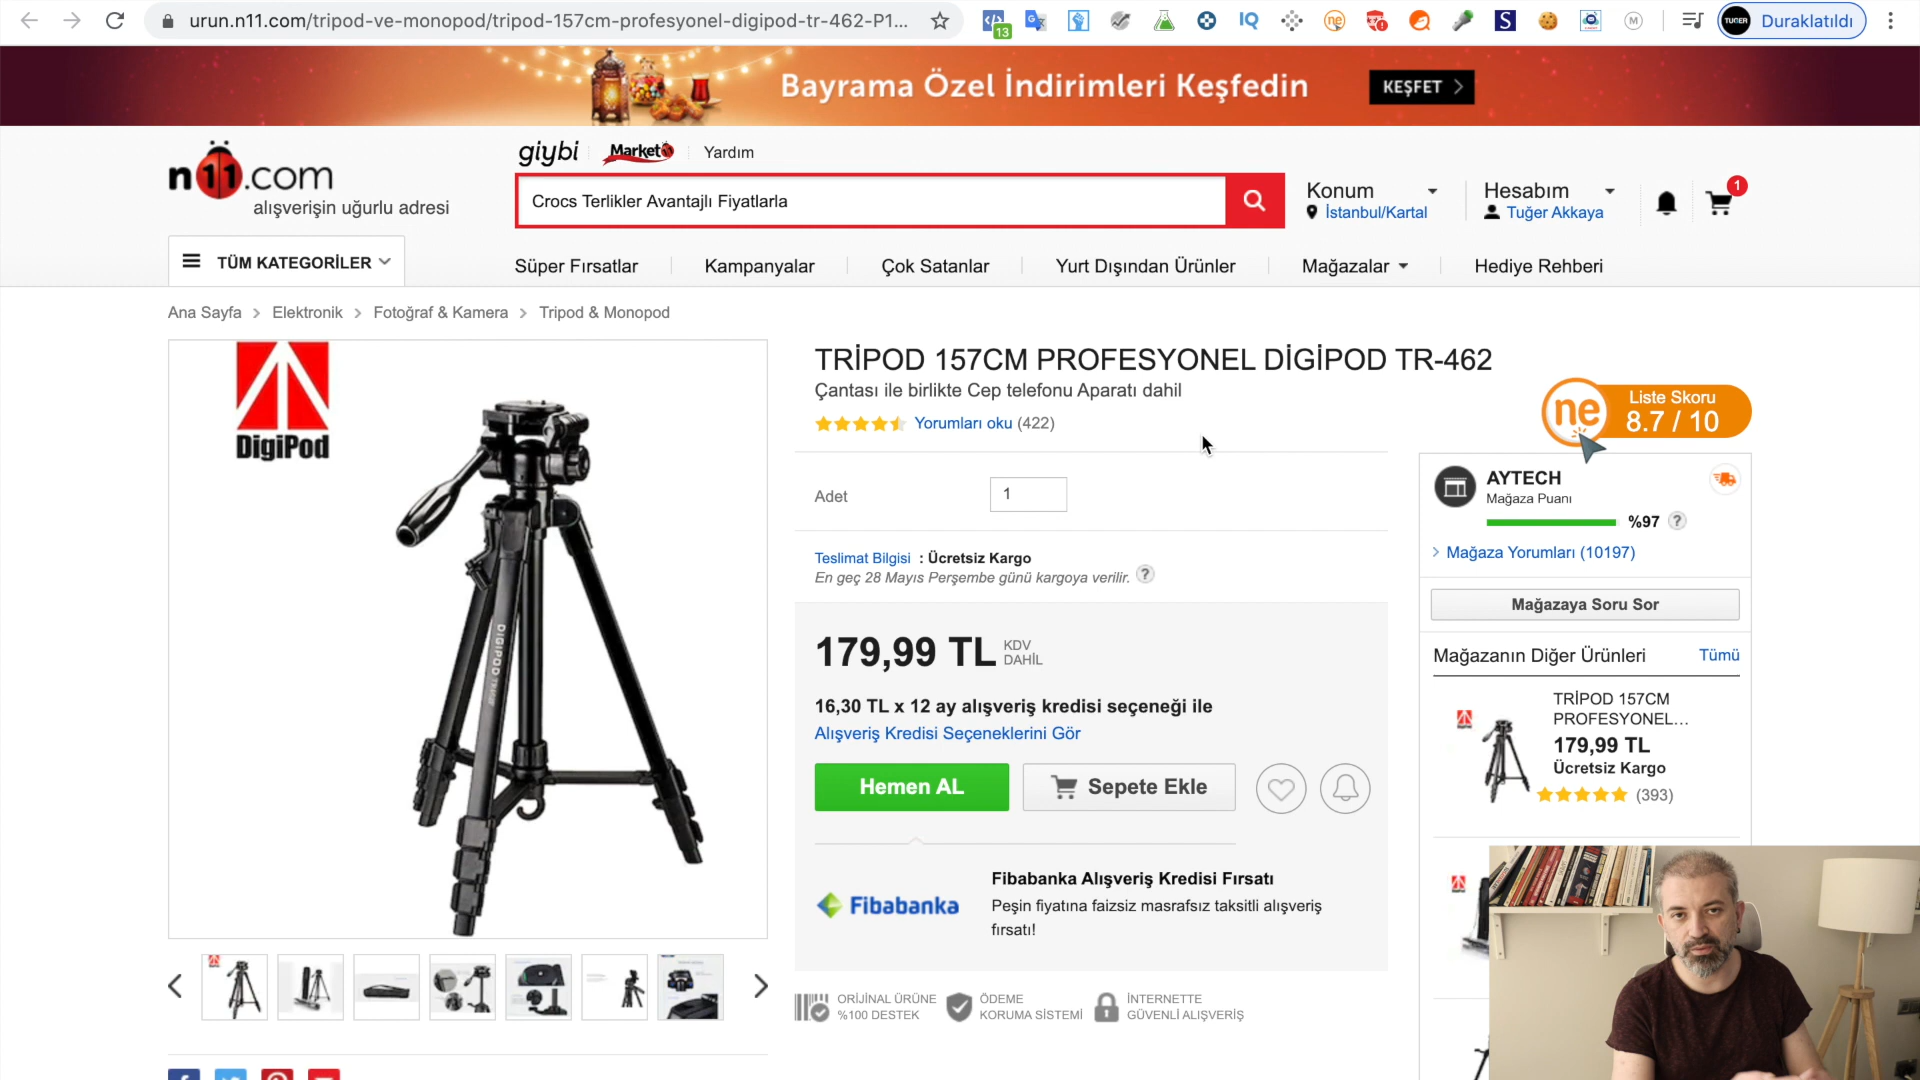 urun.n11.com/tripod-ve-monopod/tripod-157cm-profesyonel-digipod-tr-462-P1...
13
IQ
ne
S
M
TUĞER
Duraklatıldı
Bayrama Özel İndirimleri Keşfedin
KEŞFET
giybi
Market
Yardım
n11.com
alışverişin uğurlu adresi
Crocs Terlikler Avantajlı Fiyatlarla
Konum
İstanbul/Kartal
Hesabım
Tuğer Akkaya
1
TÜM KATEGORİLER
Süper Fırsatlar
Kampanyalar
Çok Satanlar
Yurt Dışından Ürünler
Mağazalar
Hediye Rehberi
Ana Sayfa > Elektronik > Fotoğraf & Kamera > Tripod & Monopod
DigiPod
DIGIPOD
TRİPOD 157CM PROFESYONEL DİGİPOD TR-462
Çantası ile birlikte Cep telefonu Aparatı dahil
Yorumları oku (422)
ne
Liste Skoru
8.7 / 10
Adet
1
Teslimat Bilgisi : Ücretsiz Kargo
En geç 28 Mayıs Perşembe günü kargoya verilir. ?
179,99 TL
KDV
DAHİL
16,30 TL x 12 ay alışveriş kredisi seçeneği ile
Alışveriş Kredisi Seçeneklerini Gör
Hemen AL
Sepete Ekle
Fibabanka
Fibabanka Alışveriş Kredisi Fırsatı
Peşin fiyatına faizsiz masrafsız taksitli alışveriş
fırsatı!
ORİJİNAL ÜRÜNE
%100 DESTEK
ÖDEME
KORUMA SİSTEMİ
İNTERNETTE
GÜVENLİ ALIŞVERİŞ
AYTECH
Mağaza Puanı
%97 ?
> Mağaza Yorumları (10197)
Mağazaya Soru Sor
Mağazanın Diğer Ürünleri
Tümü
TRİPOD 157CM
PROFESYONEL...
179,99 TL
Ücretsiz Kargo
(393)